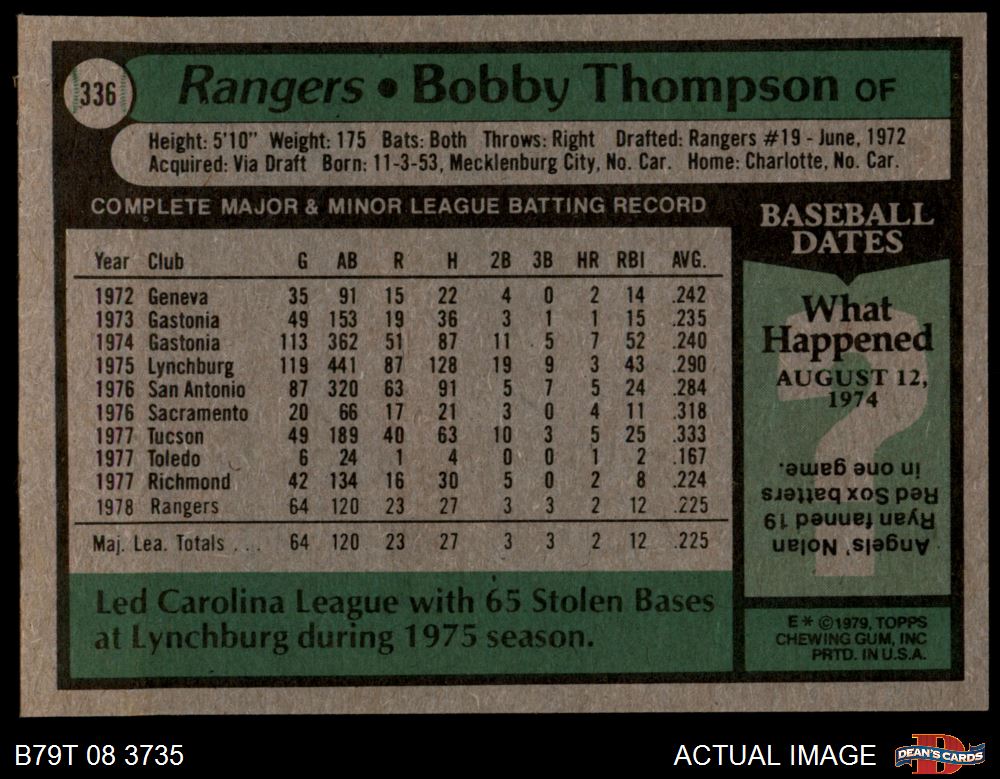 336
Rangers • Bobby Thompson OF
Height: 5'10" Weight: 175 Bats: Both Throws: Right Drafted: Rangers #19 - June, 1972
Acquired: Via Draft Born: 11-3-53, Mecklenburg City, No. Car. Home: Charlotte, No. Car.
COMPLETE MAJOR & MINOR LEAGUE BATTING RECORD
Year Club G AB R H 2B 3B HR RBI AVG.
1972 Geneva 35 91 15 22 4 0 2 14 .242
1973 Gastonia 49 153 19 36 3 1 1 15 .235
1974 Gastonia 113 362 51 87 11 5 7 52 .240
1975 Lynchburg 119 441 87 128 19 9 3 43 .290
1976 San Antonio 87 320 63 91 5 7 5 24 .284
1976 Sacramento 20 66 17 21 3 0 4 11 .318
1977 Tucson 49 189 40 63 10 3 5 25 .333
1977 Toledo 6 24 1 4 0 0 1 2 .167
1977 Richmond 42 134 16 30 5 0 2 8 .224
1978 Rangers 64 120 23 27 3 3 2 12 .225
Maj. Lea. Totals . . . 64 120 23 27 3 3 2 12 .225
Led Carolina League with 65 Stolen Bases
at Lynchburg during 1975 season.
BASEBALL
DATES
What
Happened
AUGUST 12,
1974
?
Angels' Nolan
Ryan fanned 19
Red Sox batters
in one game.
E* ©1979, TOPPS
CHEWING GUM, INC
PRTD. IN U.S.A.
B79T 08 3735
ACTUAL IMAGE
DEAN'S CARDS